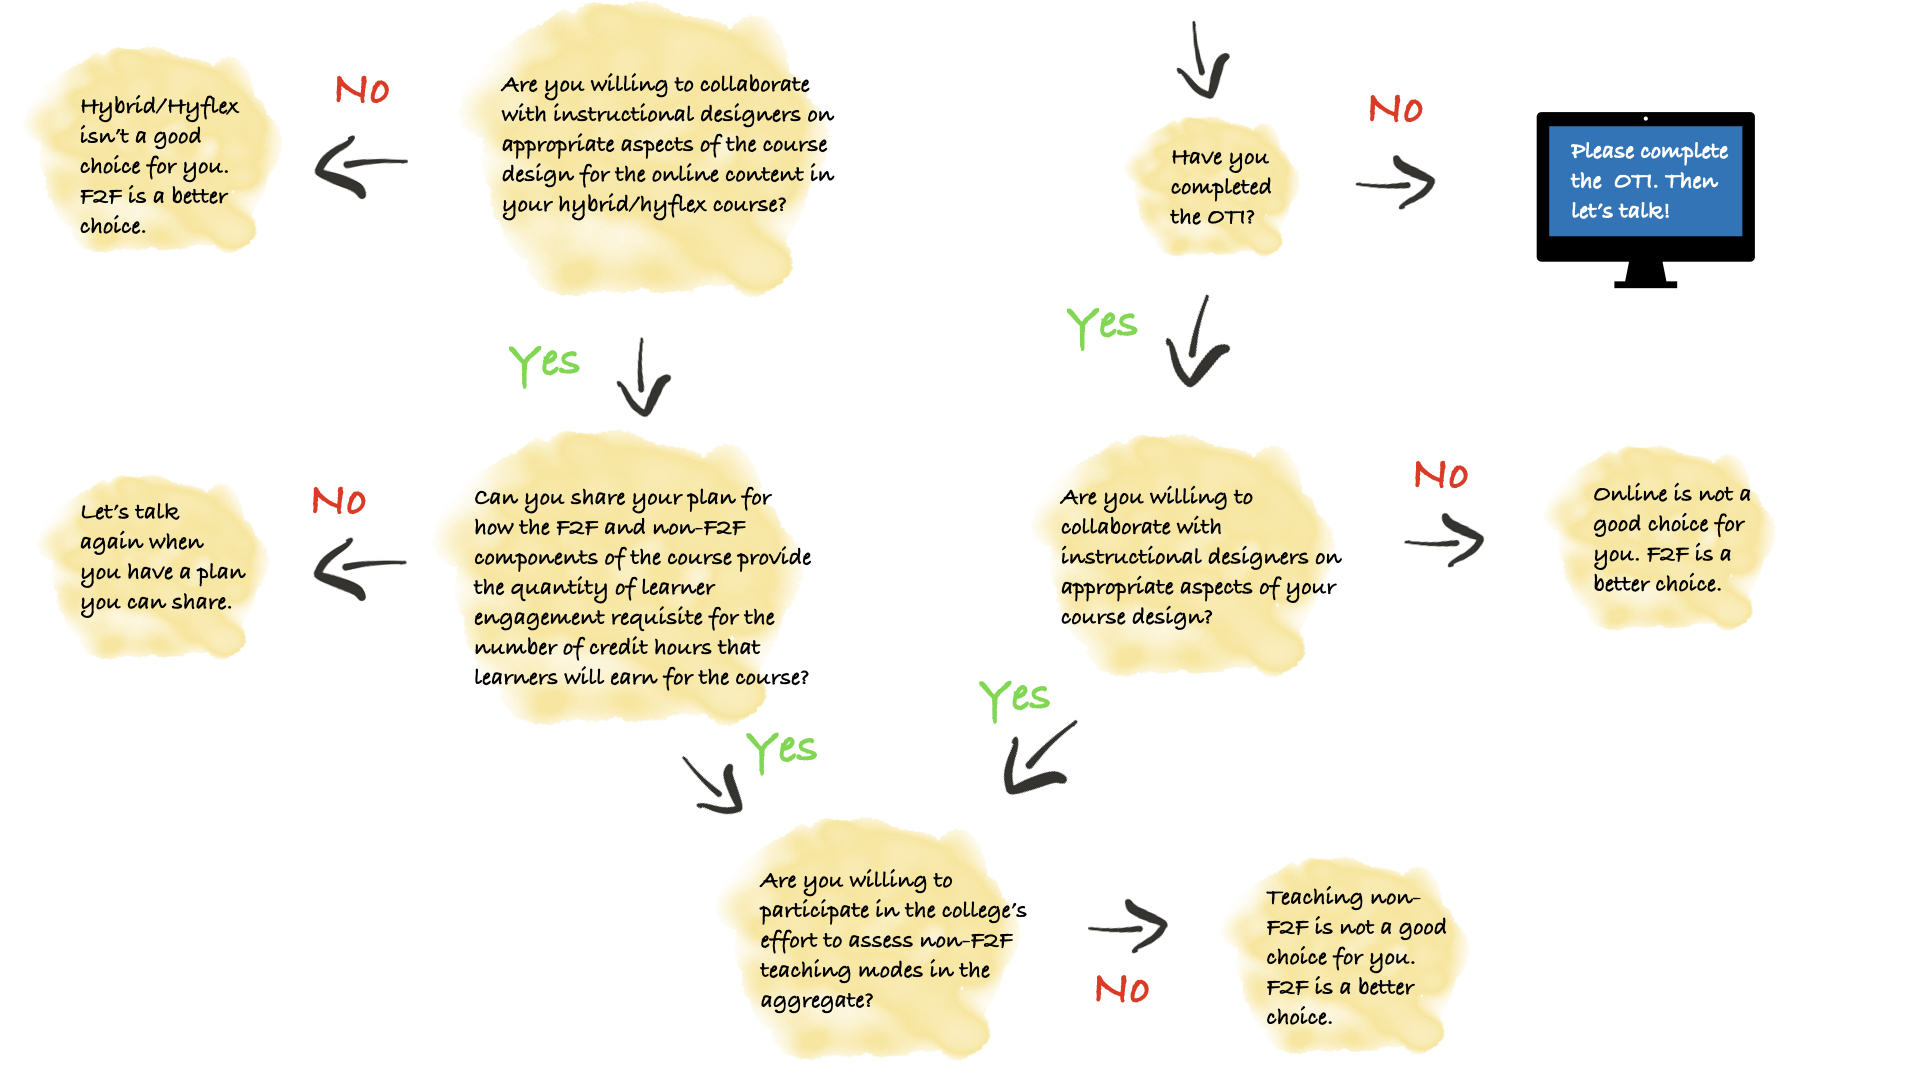 Hybrid/Hyflex
isn't a good
choice for you.
F2F is a better
choice.
No
Are you willing to collaborate
with instructional designers on
appropriate aspects of the course
design for the online content in
your hybrid/hyflex course?
Yes
Let's talk
again when
you have a plan
you can share.
No
Can you share your plan for
how the F2F and non-F2F
components of the course provide
the quantity of learner
engagement requisite for the
number of credit hours that
learners will earn for the course?
Yes
Have you
completed
the OTI?
No
Please complete
the OTI. Then
let's talk!
Yes
Are you willing to
collaborate with
instructional designers on
appropriate aspects of your
course design?
No
Online is not a
good choice for
you. F2F is a
better choice.
Yes
Are you willing to
participate in the college's
effort to assess non-F2F
teaching modes in the
aggregate?
No
Teaching non-
F2F is not a good
choice for you.
F2F is a better
choice.